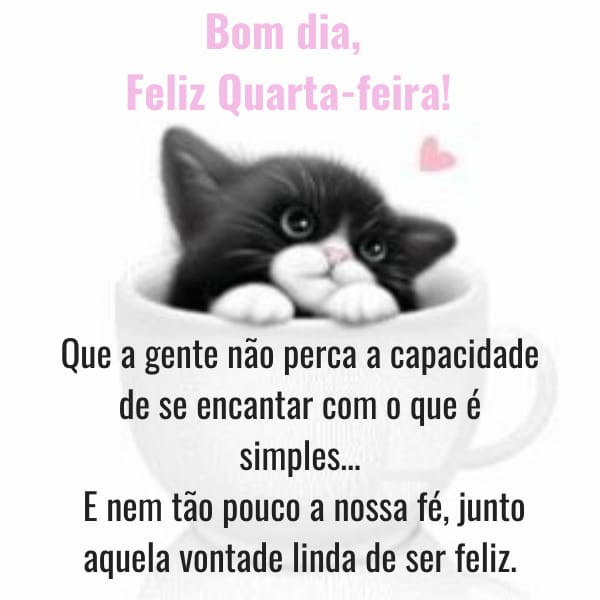 Bom dia,
Feliz Quarta-feira!
Que a gente não perca a capacidade
de se encantar com o que é
simples...
E nem tão pouco a nossa fé, junto
aquela vontade linda de ser feliz.